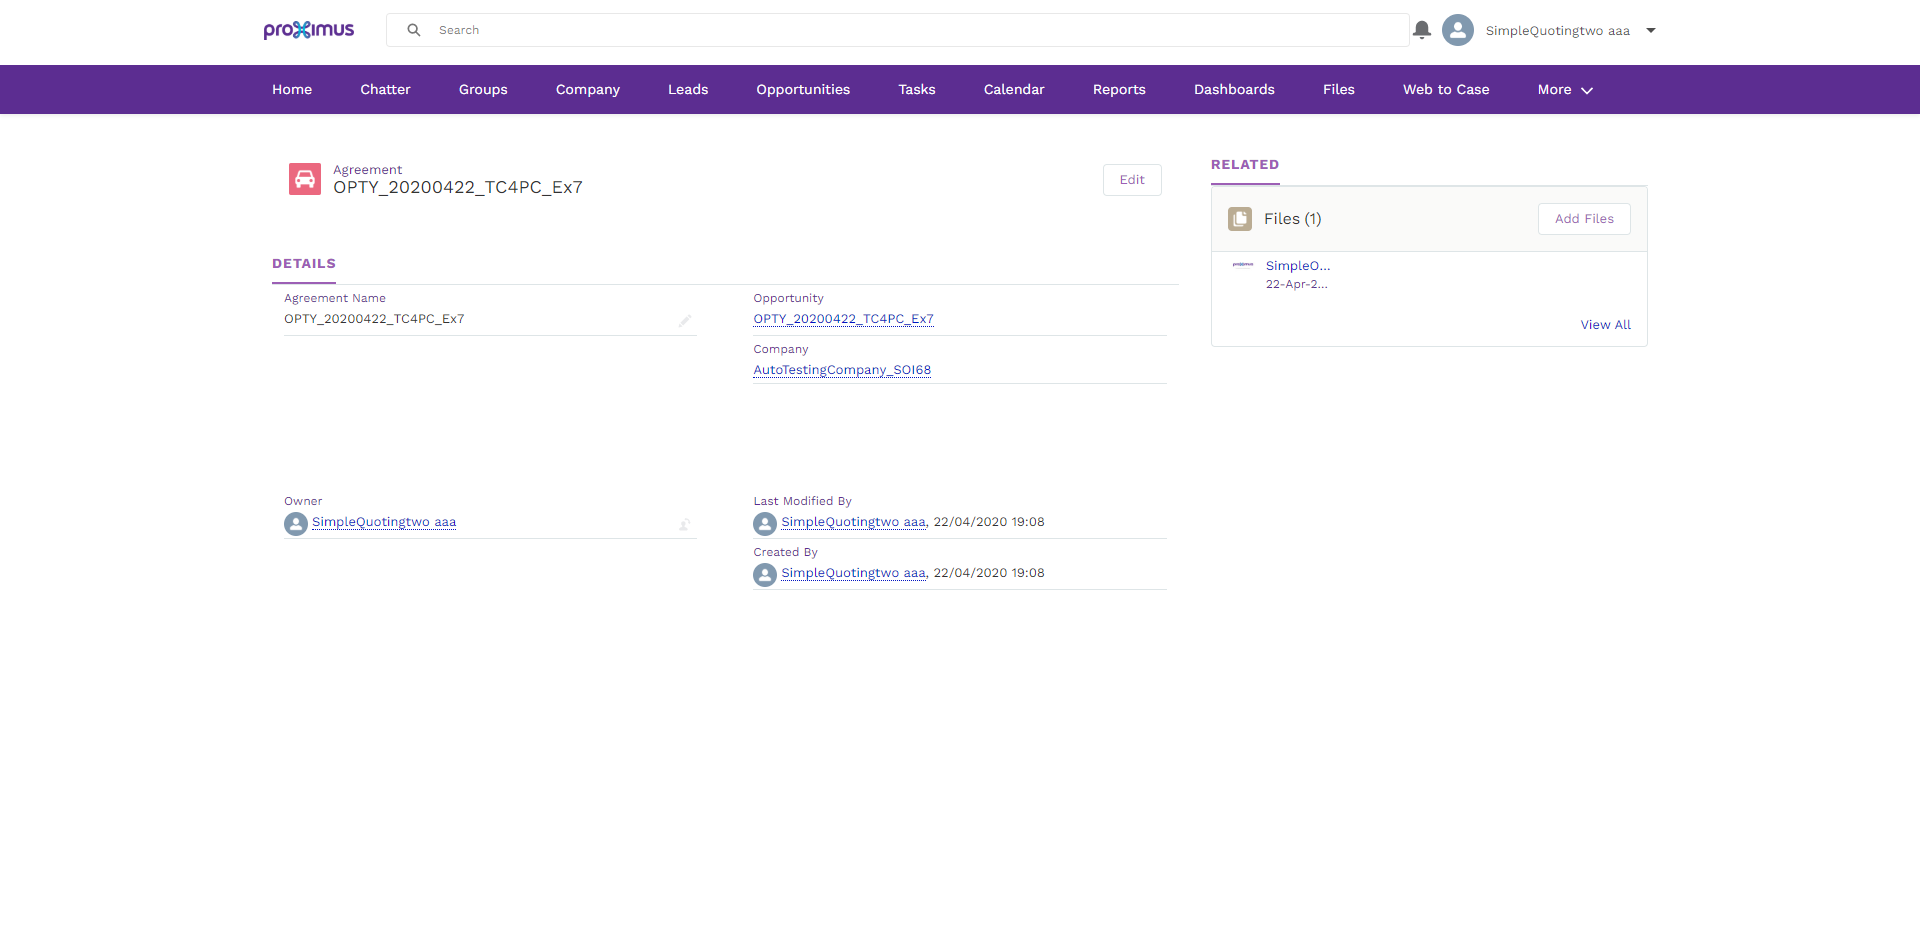 proximus
Search
SimpleQuotingtwo aaa
Home
Chatter
Groups
Company
Leads
Opportunities
Tasks
Calendar
Reports
Dashboards
Files
Web to Case
More
Agreement
OPTY_20200422_TC4PC_Ex7
Edit
DETAILS
Agreement Name
OPTY_20200422_TC4PC_Ex7
Opportunity
OPTY_20200422_TC4PC_Ex7
Company
AutoTestingCompany_SOI68
Owner
SimpleQuotingtwo aaa
Last Modified By
SimpleQuotingtwo aaa, 22/04/2020 19:08
Created By
SimpleQuotingtwo aaa, 22/04/2020 19:08
RELATED
Files (1)
Add Files
proximus
SimpleQ...
22-Apr-2...
View All